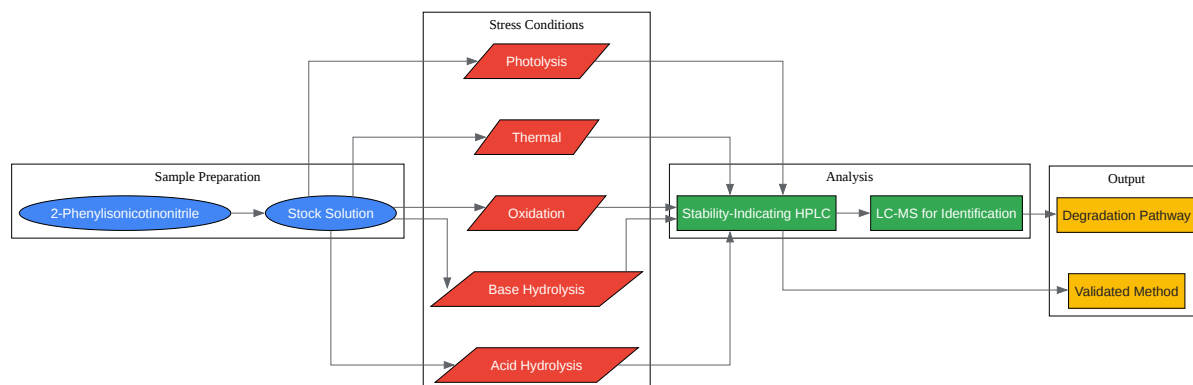 Stress Conditions
Photolysis
Thermal
Sample Preparation
2-Phenylisonicotinonitrile
Stock Solution
Oxidation
Base Hydrolysis
Acid Hydrolysis
Analysis
Stability-Indicating HPLC
LC-MS for Identification
Output
Degradation Pathway
Validated Method